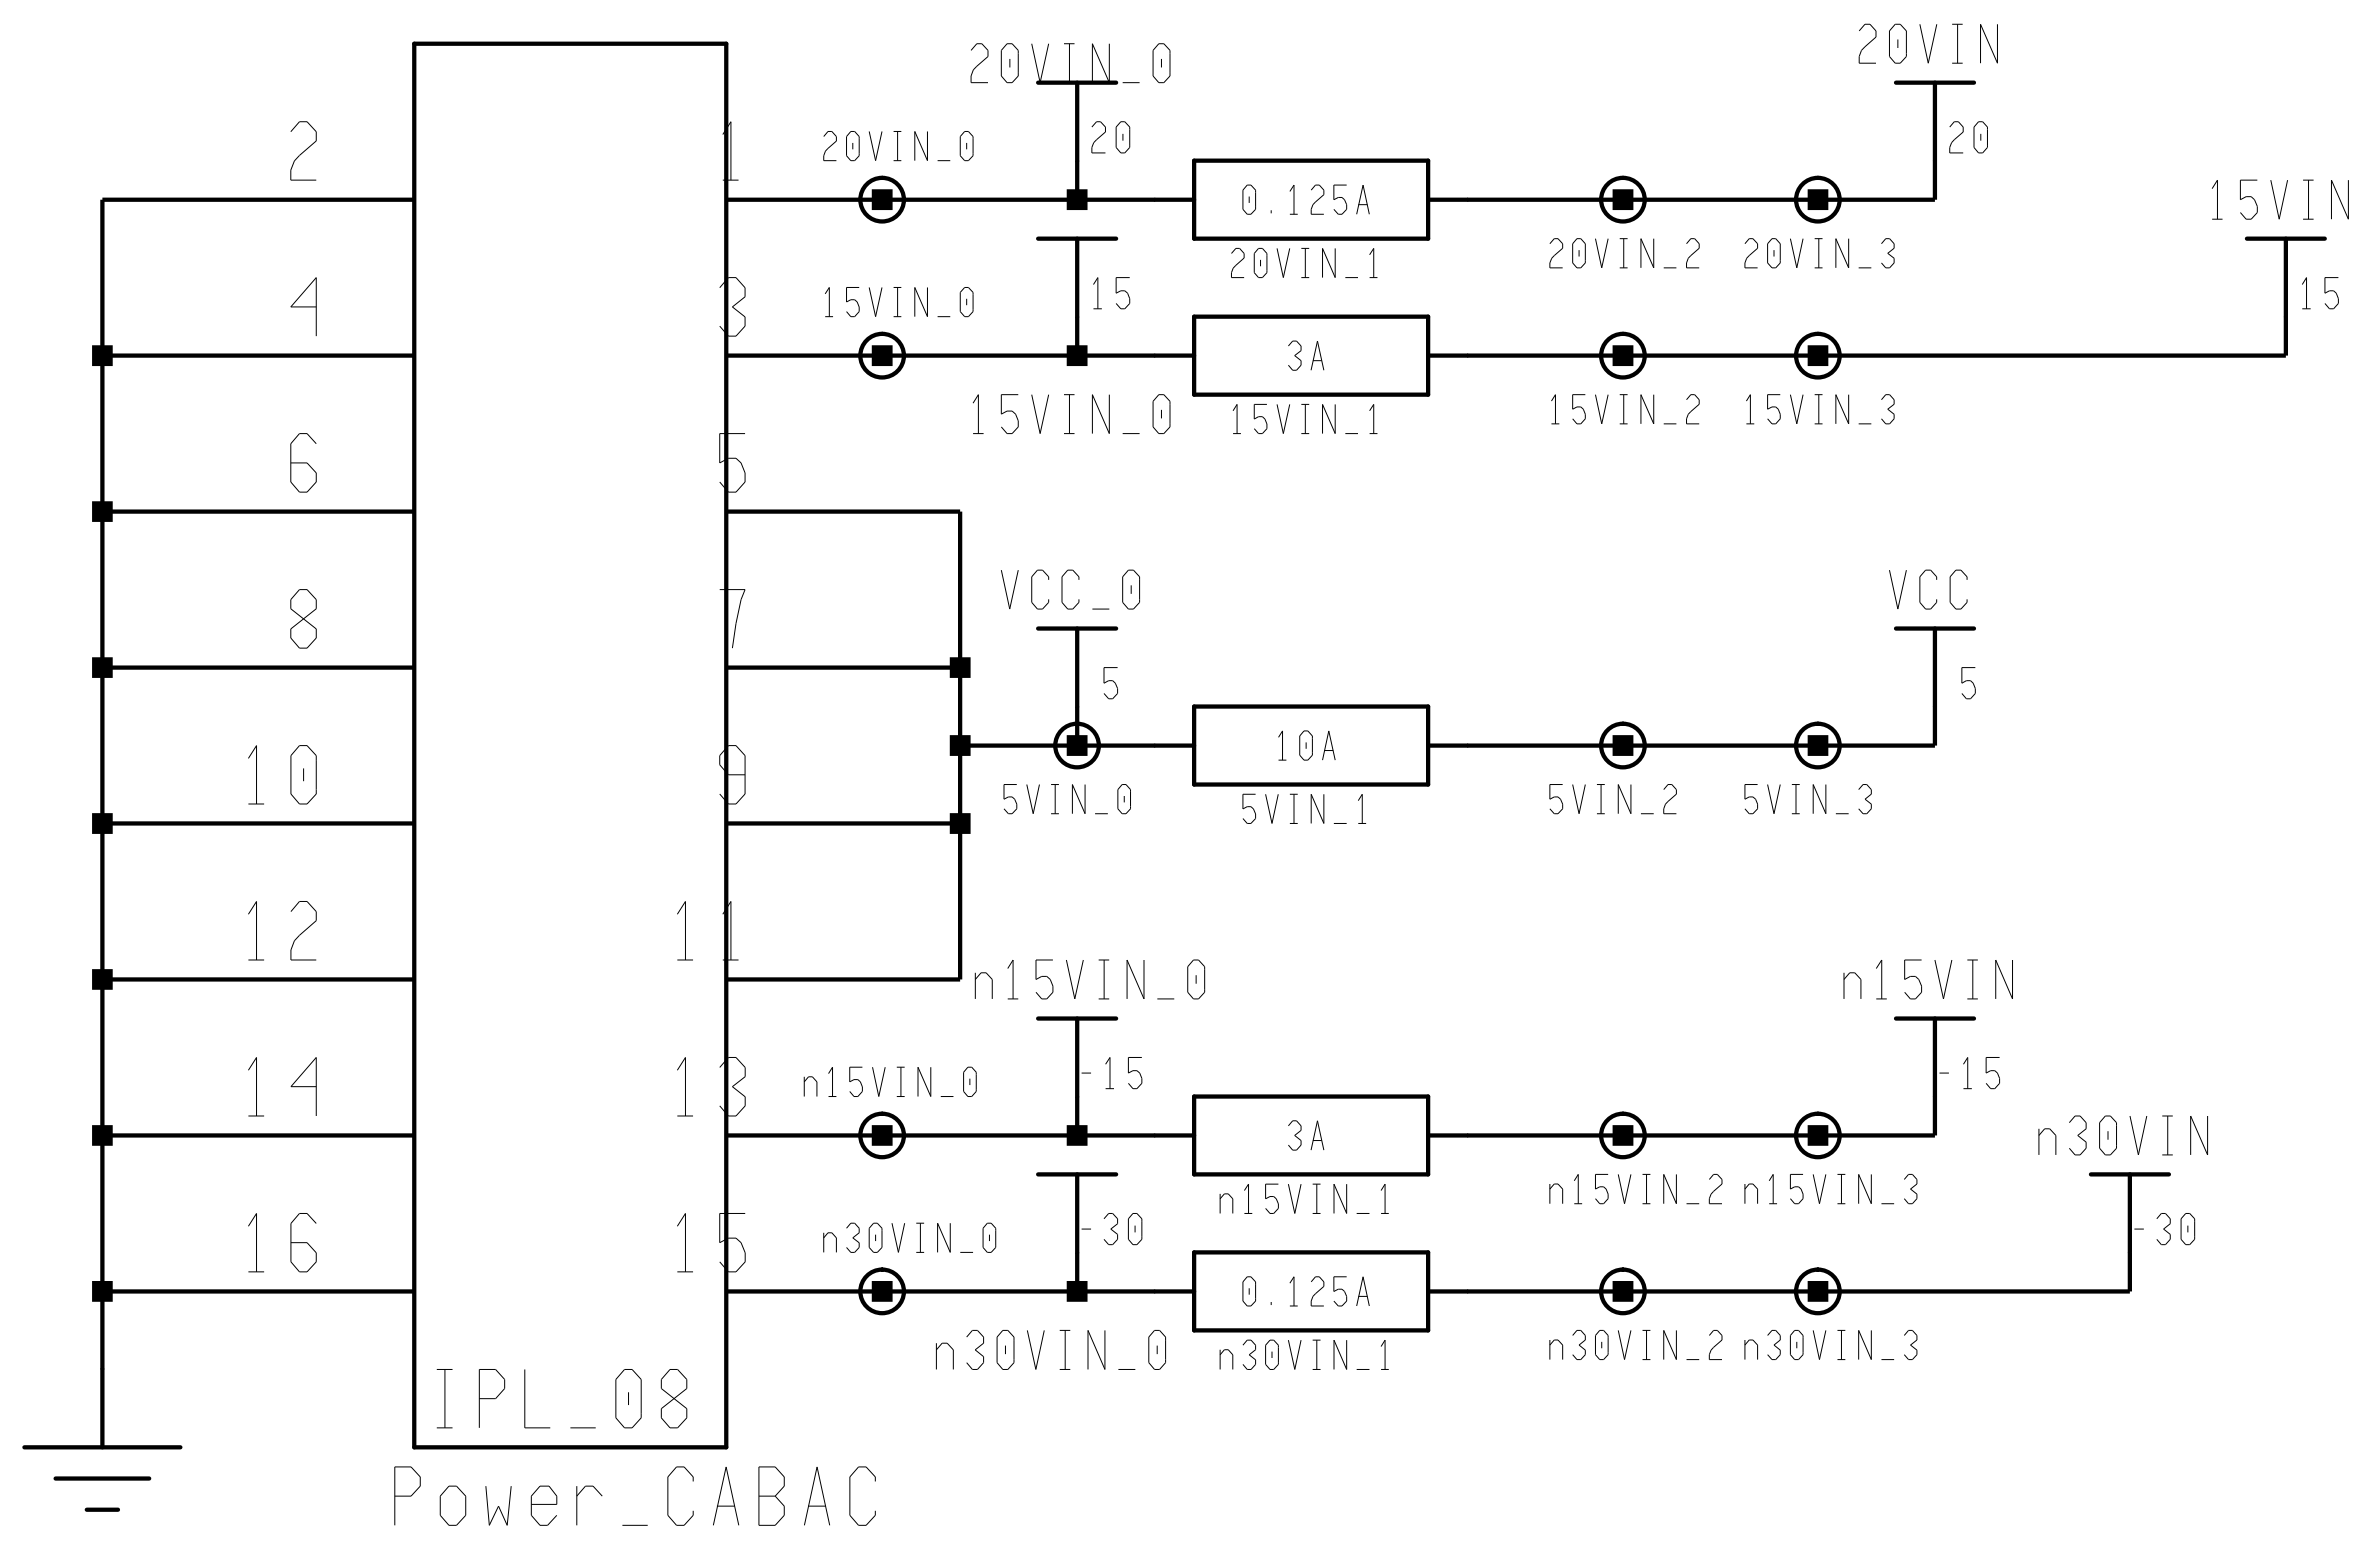 20VIN_0
20VIN
2
1
20VIN_0
20
20
0.125A
15VIN
20VIN_1
20VIN_2
20VIN_3
4
3
15VIN_0
15
15
3A
15VIN_0
15VIN_1
15VIN_2
15VIN_3
6
5
8
7
VCC_0
VCC
5
5
10
9
10A
5VIN_0
5VIN_1
5VIN_2
5VIN_3
12
11
n15VIN_0
n15VIN
14
13
n15VIN_0
-15
-15
3A
n30VIN
n15VIN_1
n15VIN_2
n15VIN_3
16
15
n30VIN_0
-30
-30
0.125A
n30VIN_0
n30VIN_1
n30VIN_2
n30VIN_3
IPL_08
Power_CABAC